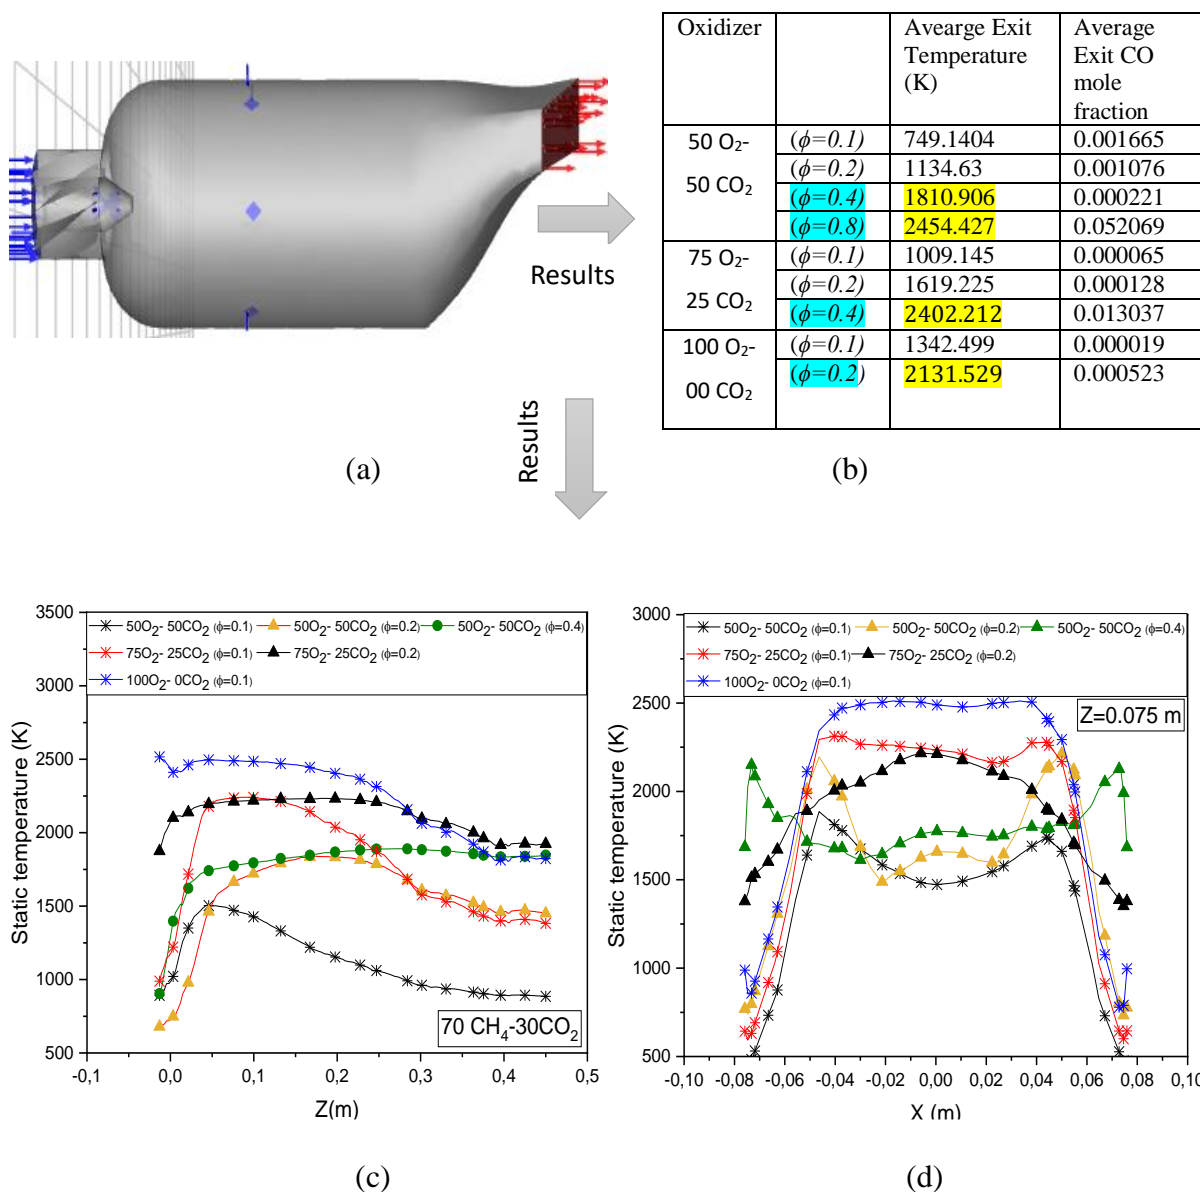 Oxidizer
Avearge Exit Temperature (K)
Average Exit CO mole fraction
50 O₂-
50 CO₂
(ϕ=0.1) 749.1404 0.001665
(ϕ=0.2) 1134.63 0.001076
(ϕ=0.4) 1810.906 0.000221
(ϕ=0.8) 2454.427 0.052069
75 O₂-
25 CO₂
(ϕ=0.1) 1009.145 0.000065
(ϕ=0.2) 1619.225 0.000128
(ϕ=0.4) 2402.212 0.013037
100 O₂-
00 CO₂
(ϕ=0.1) 1342.499 0.000019
(ϕ=0.2) 2131.529 0.000523
Results
Results
(a)
(b)
3500
3000
2500
2000
1500
1000
500
Static temperature (K)
50O₂- 50CO₂ (ϕ=0.1) 50O₂- 50CO₂ (ϕ=0.2) 50O₂- 50CO₂ (ϕ=0.4)
75O₂- 25CO₂ (ϕ=0.1) 75O₂- 25CO₂ (ϕ=0.2)
100O₂- 0CO₂ (ϕ=0.1)
70 CH₄-30CO₂
-0,1 0,0 0,1 0,2 0,3 0,4 0,5
Z(m)
(c)
3000
2500
2000
1500
1000
500
Static temperature (K)
50O₂- 50CO₂ (ϕ=0.1) 50O₂- 50CO₂ (ϕ=0.2) 50O₂- 50CO₂ (ϕ=0.4)
75O₂- 25CO₂ (ϕ=0.1) 75O₂- 25CO₂ (ϕ=0.2)
100O₂- 0CO₂ (ϕ=0.1)
Z=0.075 m
-0,10 -0,08 -0,06 -0,04 -0,02 0,00 0,02 0,04 0,06 0,08 0,10
X (m)
(d)